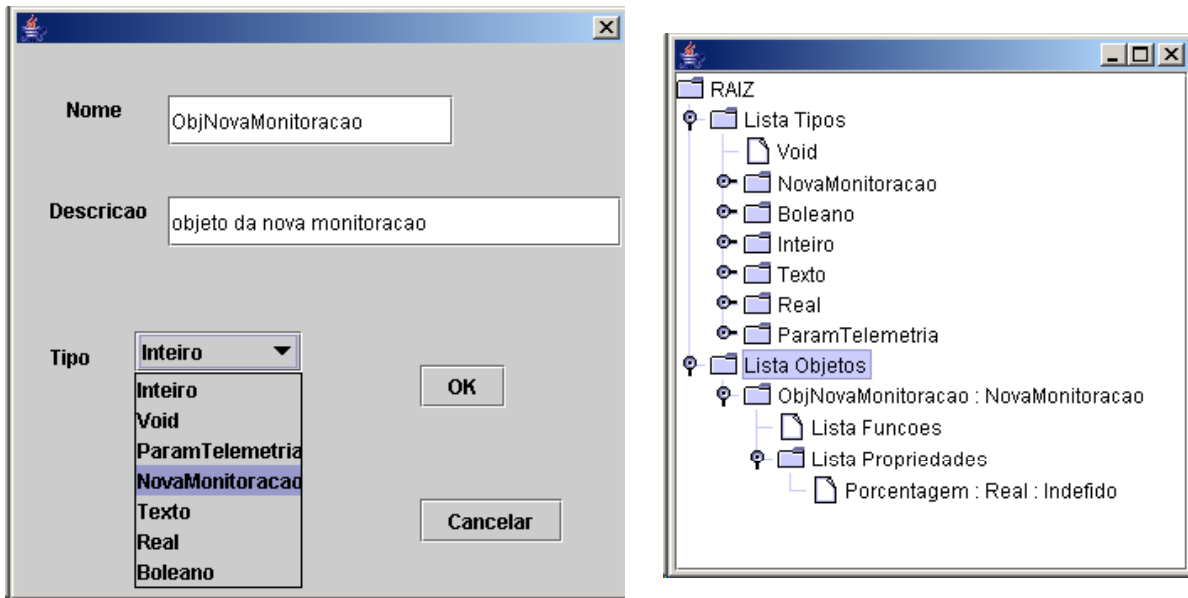 Nome
ObjNovaMonitoracao
Descricao
objeto da nova monitoracao
Tipo
Inteiro
Inteiro
Void
ParamTelemetria
NovaMonitoracao
Texto
Real
Boleano
OK
Cancelar
RAIZ
Lista Tipos
Void
NovaMonitoracao
Boleano
Inteiro
Texto
Real
ParamTelemetria
Lista Objetos
ObjNovaMonitoracao : NovaMonitoracao
Lista Funcoes
Lista Propriedades
Porcentagem : Real : Indefido